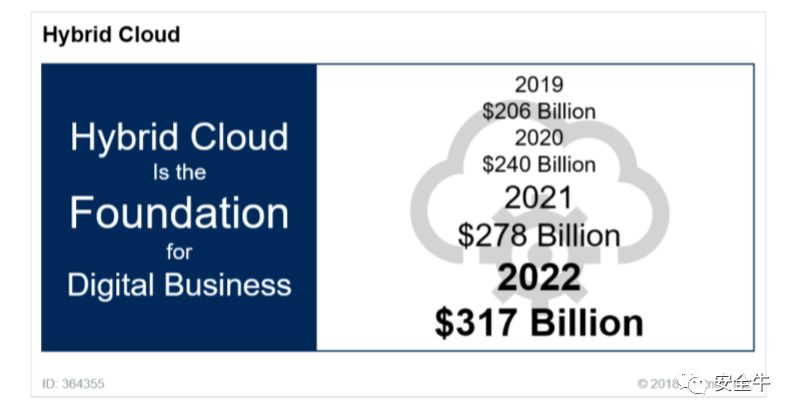 Hybrid Cloud
Hybrid Cloud
Is the
Foundation
for
Digital Business
2019
$206 Billion
2020
$240 Billion
2021
$278 Billion
2022
$317 Billion
ID: 364355
© 2018
安全牛